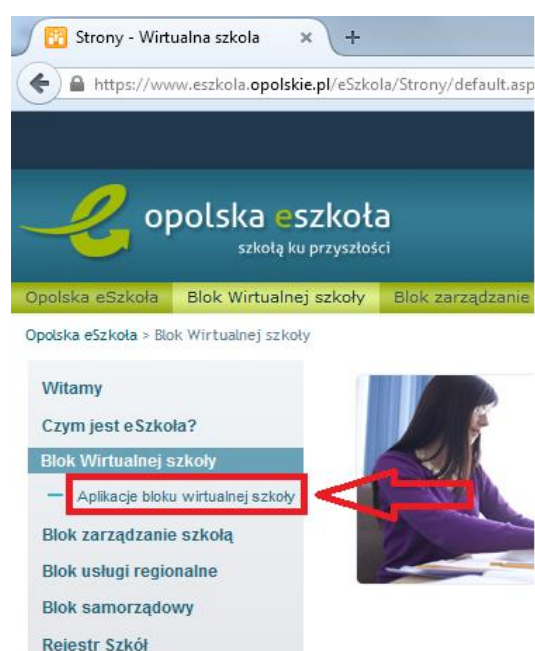 Strony - Wirtualna szkola × +
https://www.eszkola.opolskie.pl/eSzkola/Strony/default.asp
opolska eszkoła
szkołą ku przyszłości
Opolska eSzkoła Blok Wirtualnej szkoły Blok zarządzanie
Opolska eSzkoła > Blok Wirtualnej szkoły
Witamy
Czym jest eSzkoła?
Blok Wirtualnej szkoły
Aplikacje bloku wirtualnej szkoły
Blok zarządzanie szkołą
Blok usługi regionalne
Blok samorządowy
Rejestr Szkół